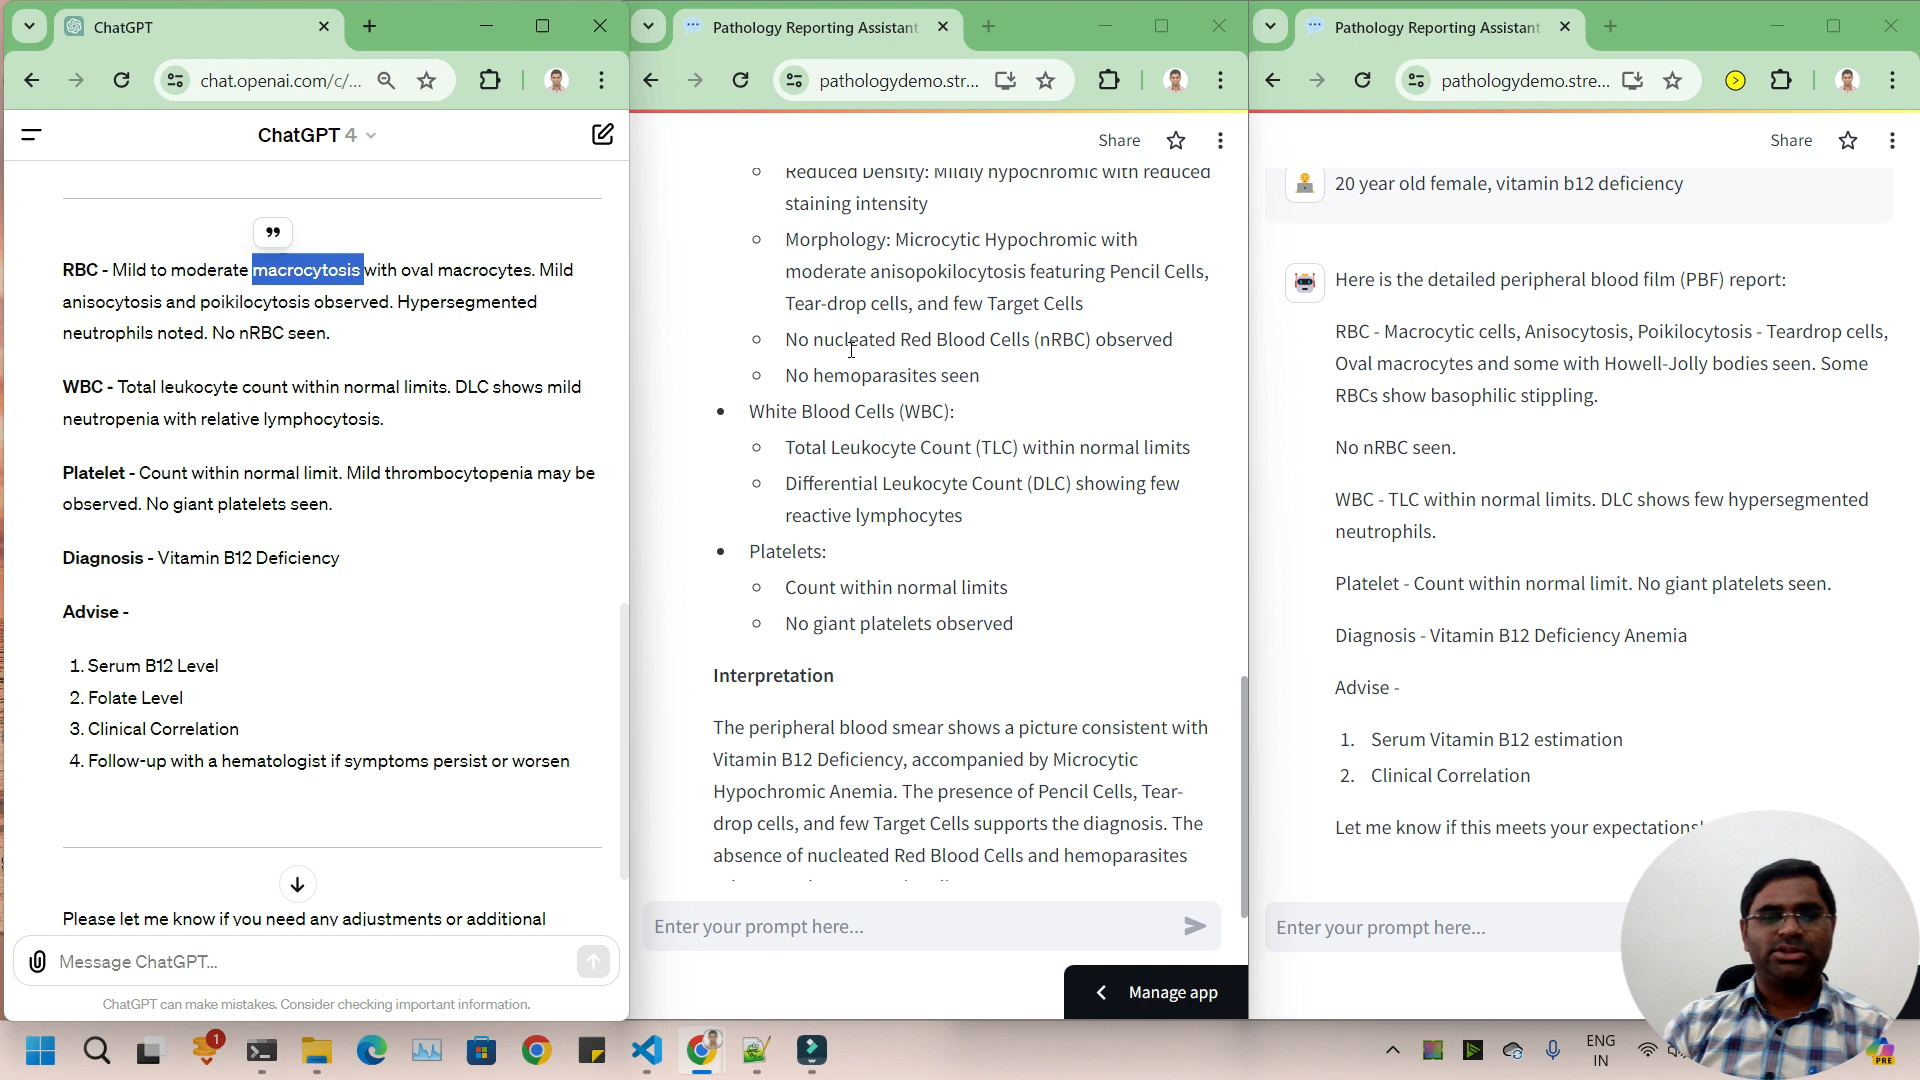 ChatGPT
chat.openai.com/c/...
ChatGPT 4
RBC - Mild to moderate macrocytosis with oval macrocytes. Mild
anisocytosis and poikilocytosis observed. Hypersegmented
neutrophils noted. No nRBC seen.
WBC - Total leukocyte count within normal limits. DLC shows mild
neutropenia with relative lymphocytosis.
Platelet - Count within normal limit. Mild thrombocytopenia may be
observed. No giant platelets seen.
Diagnosis - Vitamin B12 Deficiency
Advise -
1. Serum B12 Level
2. Folate Level
3. Clinical Correlation
4. Follow-up with a hematologist if symptoms persist or worsen
Please let me know if you need any adjustments or additional
Message ChatGPT...
ChatGPT can make mistakes. Consider checking important information.
Pathology Reporting Assistant
pathologydemo.str...
Share
Reduced Density: Mildly hypochromic with reduced
staining intensity
Morphology: Microcytic Hypochromic with
moderate anisopokilocytosis featuring Pencil Cells,
Tear-drop cells, and few Target Cells
No nucleated Red Blood Cells (nRBC) observed
No hemoparasites seen
White Blood Cells (WBC):
Total Leukocyte Count (TLC) within normal limits
Differential Leukocyte Count (DLC) showing few
reactive lymphocytes
Platelets:
Count within normal limits
No giant platelets observed
Interpretation
The peripheral blood smear shows a picture consistent with
Vitamin B12 Deficiency, accompanied by Microcytic
Hypochromic Anemia. The presence of Pencil Cells, Tear-
drop cells, and few Target Cells supports the diagnosis. The
absence of nucleated Red Blood Cells and hemoparasites
Enter your prompt here...
Manage app
Pathology Reporting Assistant
pathologydemo.stre...
Share
20 year old female, vitamin b12 deficiency
Here is the detailed peripheral blood film (PBF) report:
RBC - Macrocytic cells, Anisocytosis, Poikilocytosis - Teardrop cells,
Oval macrocytes and some with Howell-Jolly bodies seen. Some
RBCs show basophilic stippling.
No nRBC seen.
WBC - TLC within normal limits. DLC shows few hypersegmented
neutrophils.
Platelet - Count within normal limit. No giant platelets seen.
Diagnosis - Vitamin B12 Deficiency Anemia
Advise -
1. Serum Vitamin B12 estimation
2. Clinical Correlation
Let me know if this meets your expectations!
Enter your prompt here...
1
ENG
IN
PRE